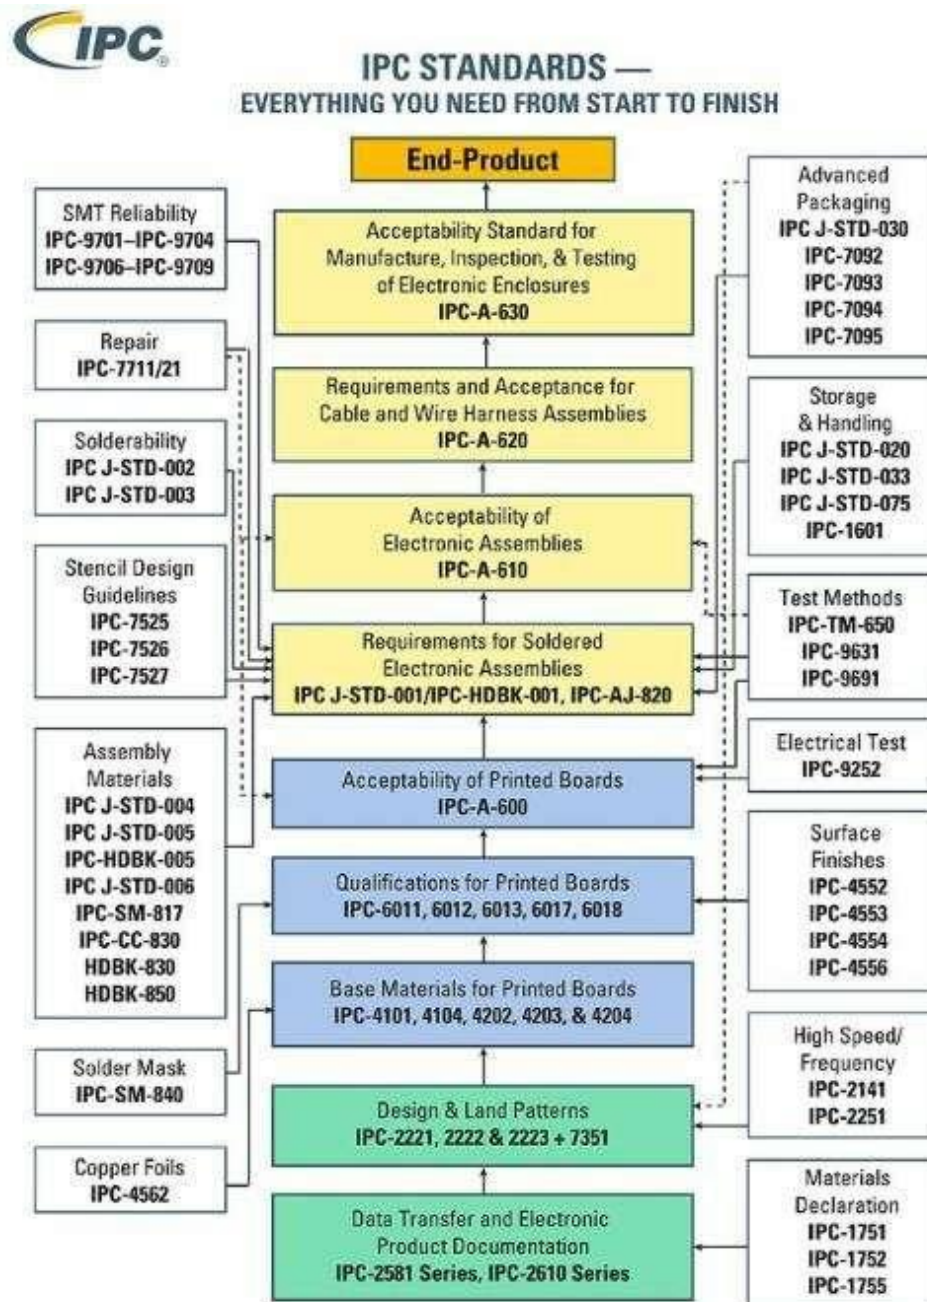 IPC®
IPC STANDARDS —
EVERYTHING YOU NEED FROM START TO FINISH
End-Product
Acceptability Standard for
Manufacture, Inspection, & Testing
of Electronic Enclosures
IPC-A-630
Requirements and Acceptance for
Cable and Wire Harness Assemblies
IPC-A-620
Acceptability of
Electronic Assemblies
IPC-A-610
Requirements for Soldered
Electronic Assemblies
IPC J-STD-001/IPC-HDBK-001, IPC-AJ-820
Acceptability of Printed Boards
IPC-A-600
Qualifications for Printed Boards
IPC-6011, 6012, 6013, 6017, 6018
Base Materials for Printed Boards
IPC-4101, 4104, 4202, 4203, & 4204
Design & Land Patterns
IPC-2221, 2222 & 2223 + 7351
Data Transfer and Electronic
Product Documentation
IPC-2581 Series, IPC-2610 Series
SMT Reliability
IPC-9701–IPC-9704
IPC-9706–IPC-9709
Repair
IPC-7711/21
Solderability
IPC J-STD-002
IPC J-STD-003
Stencil Design
Guidelines
IPC-7525
IPC-7526
IPC-7527
Assembly
Materials
IPC J-STD-004
IPC J-STD-005
IPC-HDBK-005
IPC J-STD-006
IPC-SM-817
IPC-CC-830
HDBK-830
HDBK-850
Solder Mask
IPC-SM-840
Copper Foils
IPC-4562
Advanced
Packaging
IPC J-STD-030
IPC-7092
IPC-7093
IPC-7094
IPC-7095
Storage
& Handling
IPC J-STD-020
IPC J-STD-033
IPC J-STD-075
IPC-1601
Test Methods
IPC-TM-650
IPC-9631
IPC-9691
Electrical Test
IPC-9252
Surface
Finishes
IPC-4552
IPC-4553
IPC-4554
IPC-4556
High Speed/
Frequency
IPC-2141
IPC-2251
Materials
Declaration
IPC-1751
IPC-1752
IPC-1755